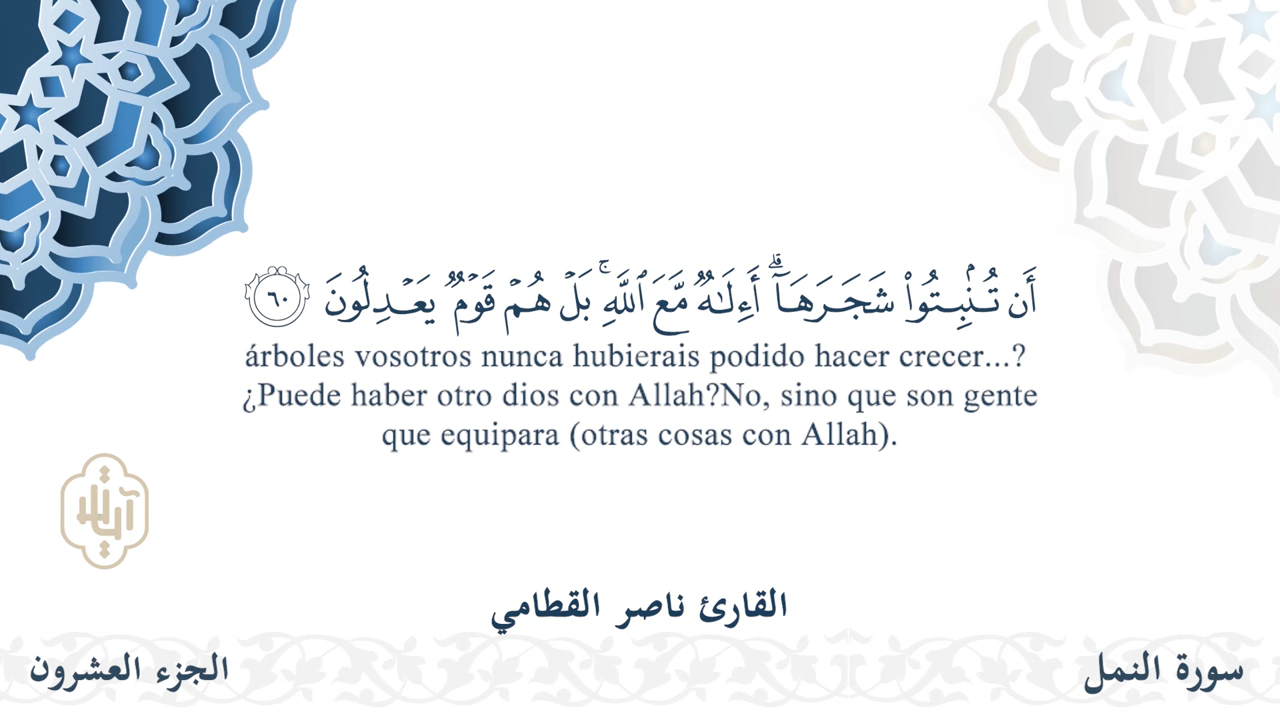 أَن تُنۢبِتُوا۟ شَجَرَهَآ ۗ أَءِلَـٰهٌ مَّعَ ٱللَّهِ ۚ بَلْ هُمْ قَوْمٌ يَعْدِلُونَ ٦٠
árboles vosotros nunca hubierais podido hacer crecer...?
¿Puede haber otro dios con Allah?No, sino que son gente
que equipara (otras cosas con Allah).
القارئ ناصر القطامي
سورة النمل
الجزء العشرون